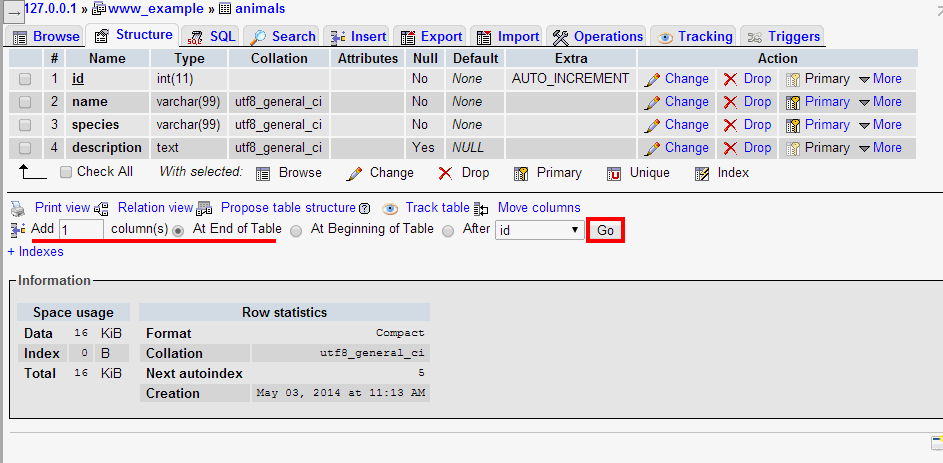 127.0.0.1 » www_example » animals
Browse Structure SQL Search Insert Export Import Operations Tracking Triggers
# Name Type Collation Attributes Null Default Extra Action
1 id int(11) No None AUTO_INCREMENT Change Drop Primary More
2 name varchar(99) utf8_general_ci No None Change Drop Primary More
3 species varchar(99) utf8_general_ci No None Change Drop Primary More
4 description text utf8_general_ci Yes NULL Change Drop Primary More
Check All With selected: Browse Change Drop Primary Unique Index
Print view Relation view Propose table structure Track table Move columns
Add 1 column(s) At End of Table At Beginning of Table After id Go
+ Indexes
Information
Space usage Row statistics
Data 16 KiB Format Compact
Index 0 B Collation utf8_general_ci
Total 16 KiB Next autoindex 5
Creation May 03, 2014 at 11:13 AM